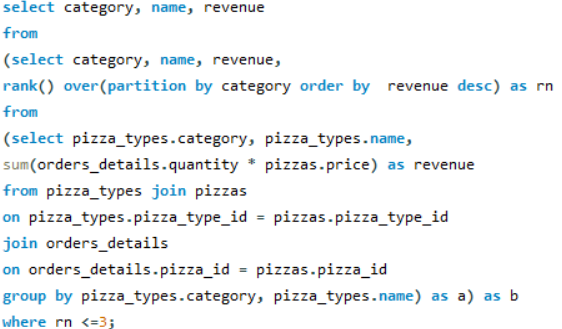 select category, name, revenue
from
(select category, name, revenue,
rank() over(partition by category order by  revenue desc) as rn
from
(select pizza_types.category, pizza_types.name,
sum(orders_details.quantity * pizzas.price) as revenue
from pizza_types join pizzas
on pizza_types.pizza_type_id = pizzas.pizza_type_id
join orders_details
on orders_details.pizza_id = pizzas.pizza_id
group by pizza_types.category, pizza_types.name) as a) as b
where rn <=3;